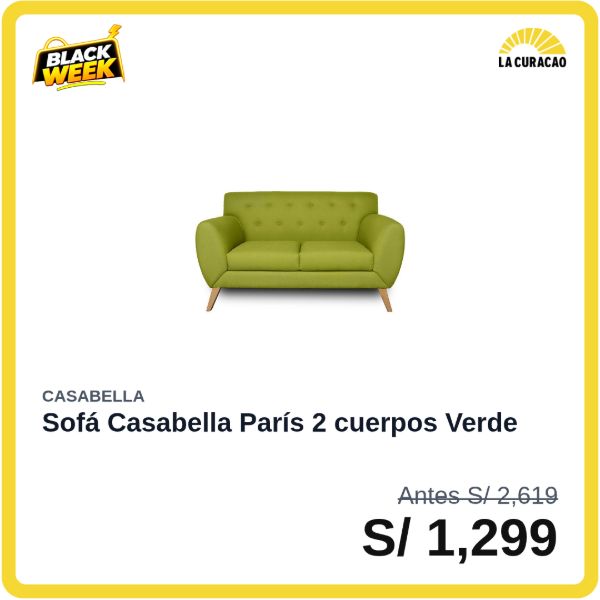 BLACK
WEEK
LA CURACAO
CASABELLA
Sofá Casabella París 2 cuerpos Verde
Antes S/ 2,619
S/ 1,299